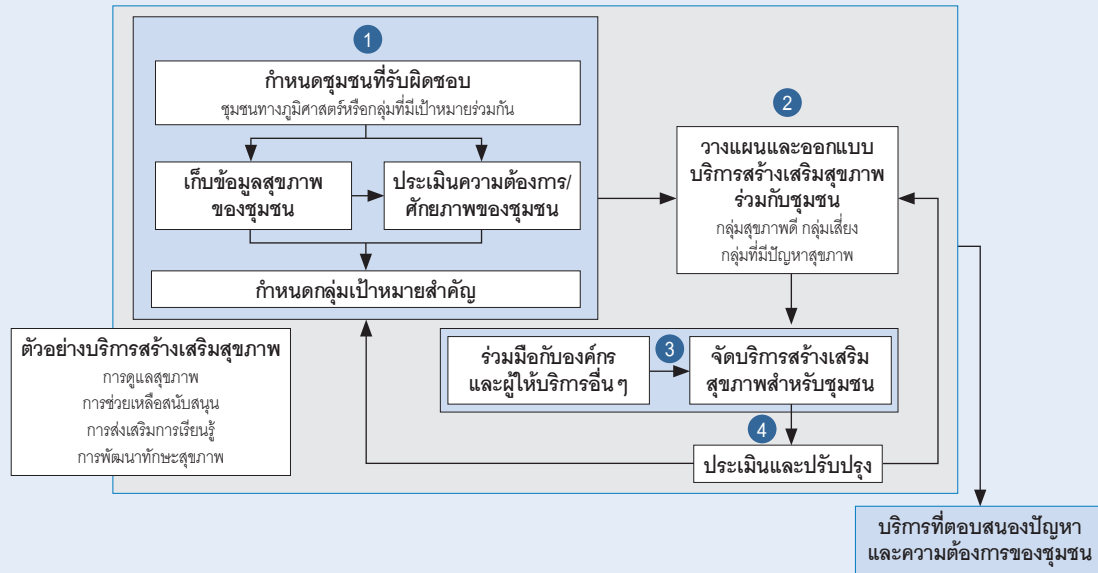 1
กำหนดชุมชนที่รับผิดชอบ
ชุมชนทางภูมิศาสตร์หรือกลุ่มที่มีเป้าหมายร่วมกัน
เก็บข้อมูลสุขภาพ
ของชุมชน
ประเมินความต้องการ/
ศักยภาพของชุมชน
กำหนดกลุ่มเป้าหมายสำคัญ
2
วางแผนและออกแบบ
บริการสร้างเสริมสุขภาพ
ร่วมกับชุมชน
กลุ่มสุขภาพดี กลุ่มเสี่ยง
กลุ่มที่มีปัญหาสุขภาพ
ตัวอย่างบริการสร้างเสริมสุขภาพ
การดูแลสุขภาพ
การช่วยเหลือสนับสนุน
การส่งเสริมการเรียนรู้
การพัฒนาทักษะสุขภาพ
ร่วมมือกับองค์กร
และผู้ให้บริการอื่น ๆ
3
จัดบริการสร้างเสริม
สุขภาพสำหรับชุมชน
4
ประเมินและปรับปรุง
บริการที่ตอบสนองปัญหา
และความต้องการของชุมชน